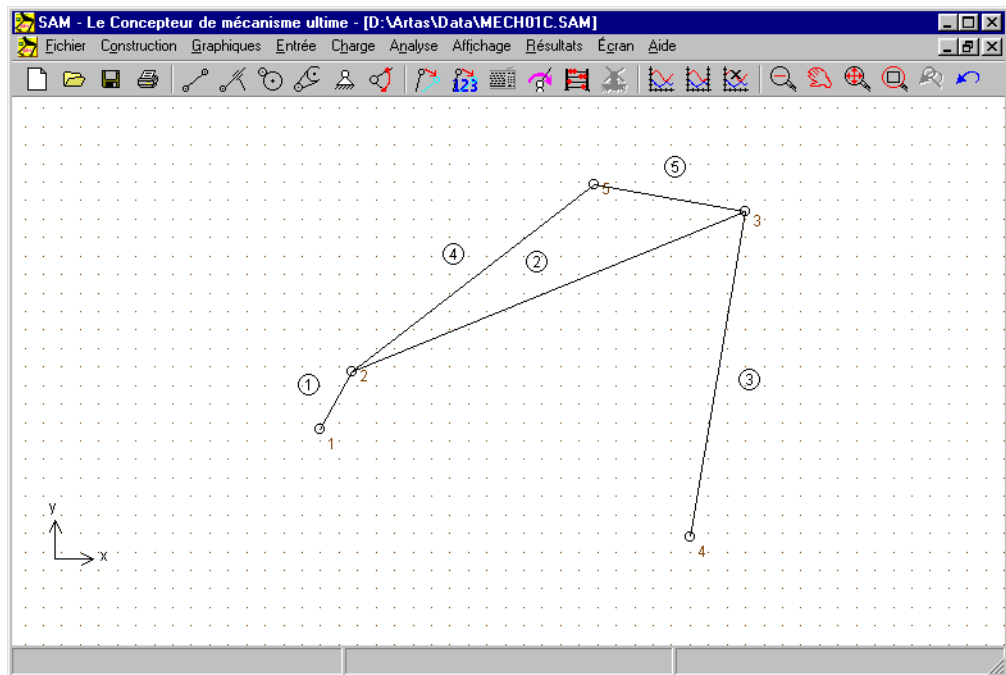 SAM - Le Concepteur de mécanisme ultime - [D:\Artas\Data\MECH01C.SAM]
Fichier Construction Graphiques Entrée Charge Analyse Affichage Résultats Écran Aide
123
5
5
3
4
2
2
1
3
1
y
x
4